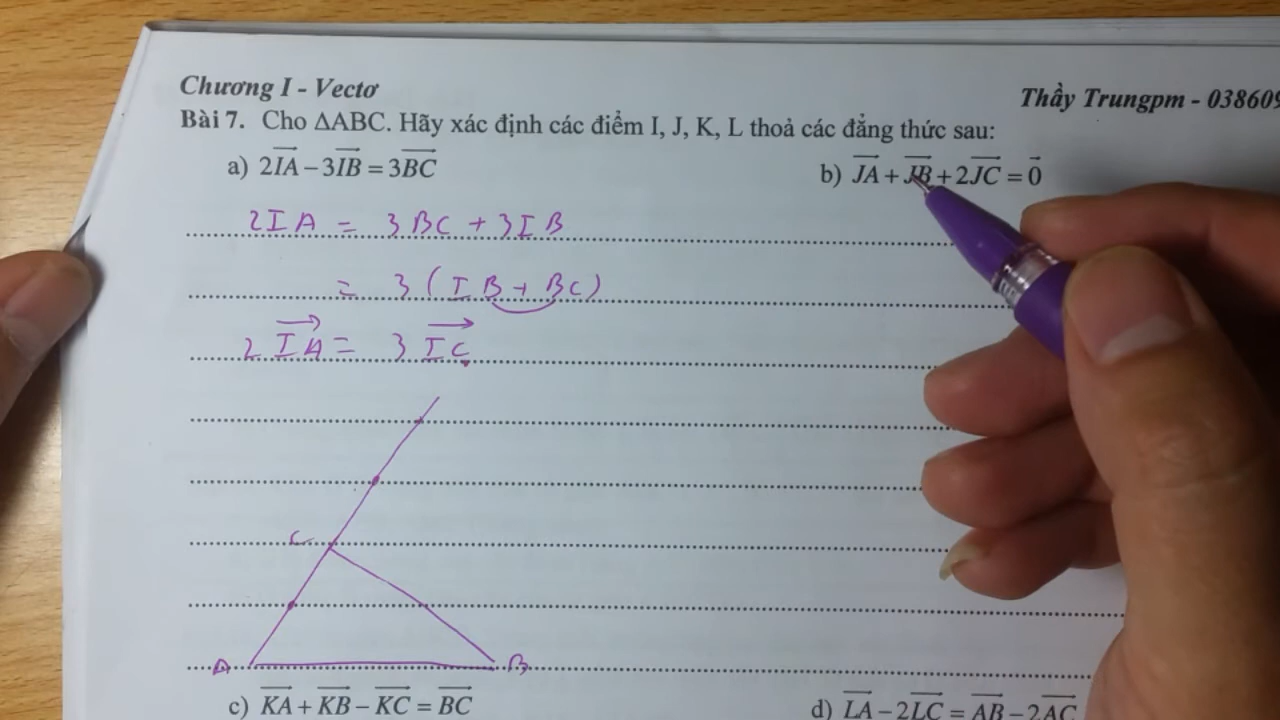 Chương I - Vectơ
Thầy Trungpm - 038609
Bài 7. Cho ΔABC. Hãy xác định các điểm I, J, K, L thoả các đẳng thức sau:
a) 2IA⃗ − 3IB⃗ = 3BC⃗
b) JA⃗ + JB⃗ + 2JC⃗ = 0⃗
2IA = 3BC + 3IB
= 3(IB + BC)
2IA⃗ = 3IC⃗
C
A
B
c) KA⃗ + KB⃗ − KC⃗ = BC⃗
d) LA⃗ − 2LC⃗ = AB⃗ − 2AC⃗